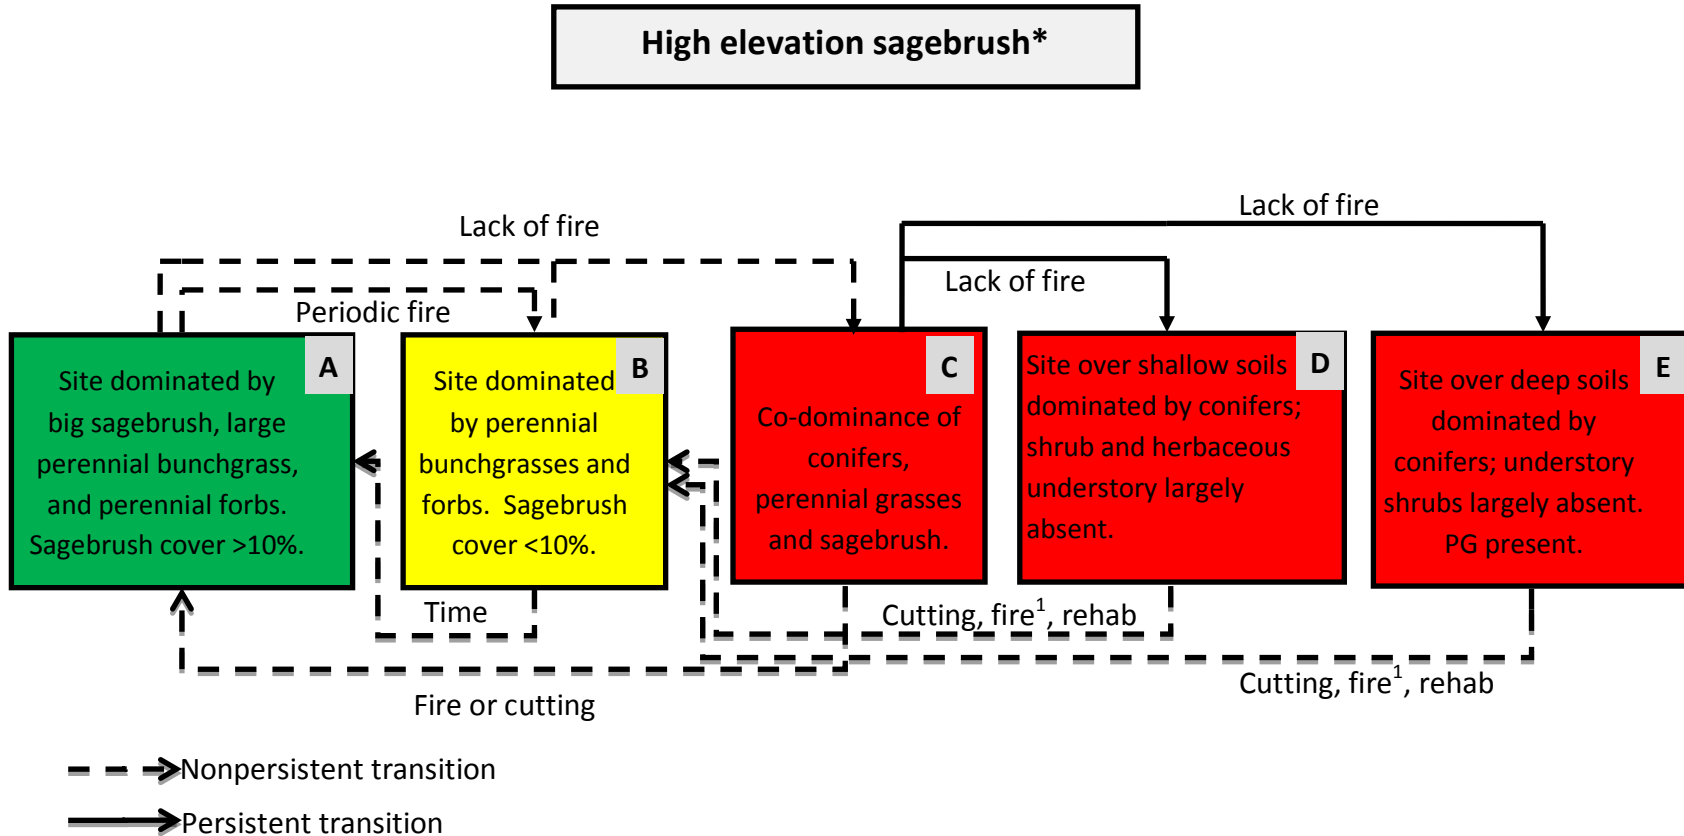 High elevation sagebrush*
Lack of fire
Lack of fire
Lack of fire
Periodic fire
A
Site dominated by
big sagebrush, large
perennial bunchgrass,
and perennial forbs.
Sagebrush cover >10%.
B
Site dominated
by perennial
bunchgrasses and
forbs.  Sagebrush
cover <10%.
C
Co-dominance of
conifers,
perennial grasses
and sagebrush.
D
Site over shallow soils
dominated by conifers;
shrub and herbaceous
understory largely
absent.
E
Site over deep soils
dominated by
conifers; understory
shrubs largely absent.
PG present.
Time
Cutting, fire¹, rehab
Cutting, fire¹, rehab
Fire or cutting
Nonpersistent transition
Persistent transition